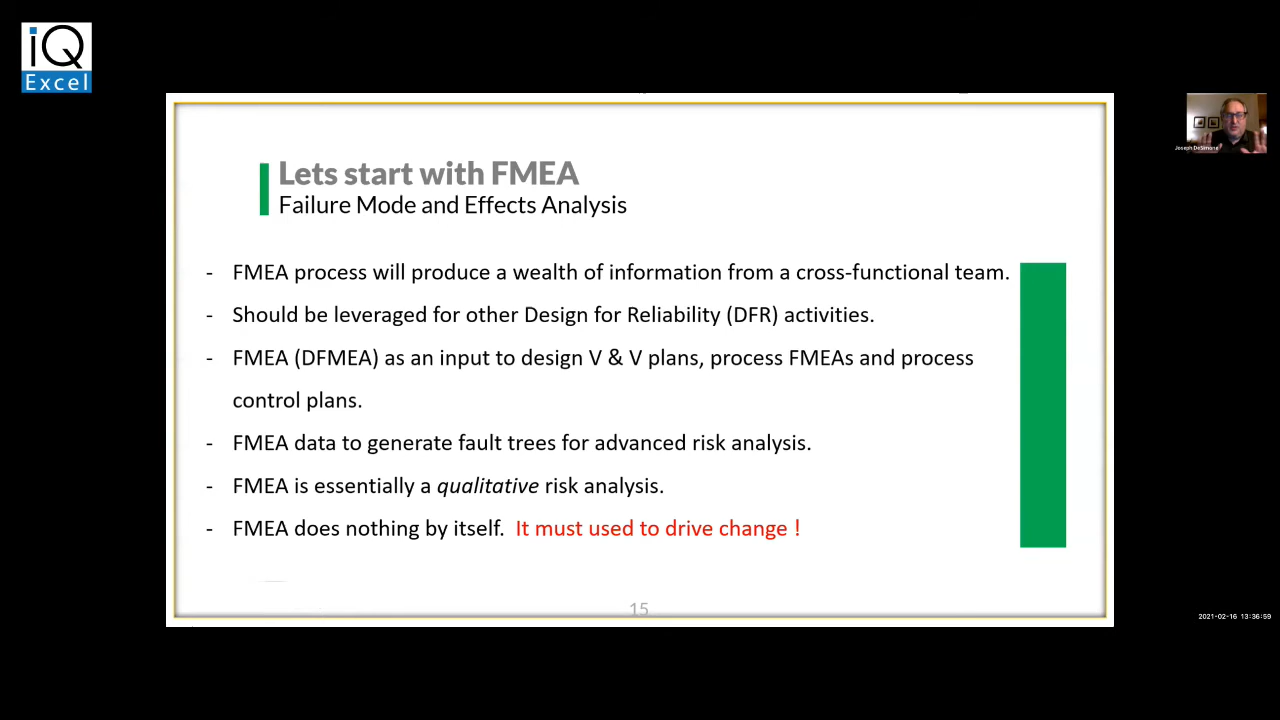 iQ
Excel
Lets start with FMEA
Failure Mode and Effects Analysis
- FMEA process will produce a wealth of information from a cross-functional team.
- Should be leveraged for other Design for Reliability (DFR) activities.
- FMEA (DFMEA) as an input to design V & V plans, process FMEAs and process
control plans.
- FMEA data to generate fault trees for advanced risk analysis.
- FMEA is essentially a qualitative risk analysis.
- FMEA does nothing by itself. It must used to drive change !
15
Joseph DeSimone
2021-02-16 13:36:59